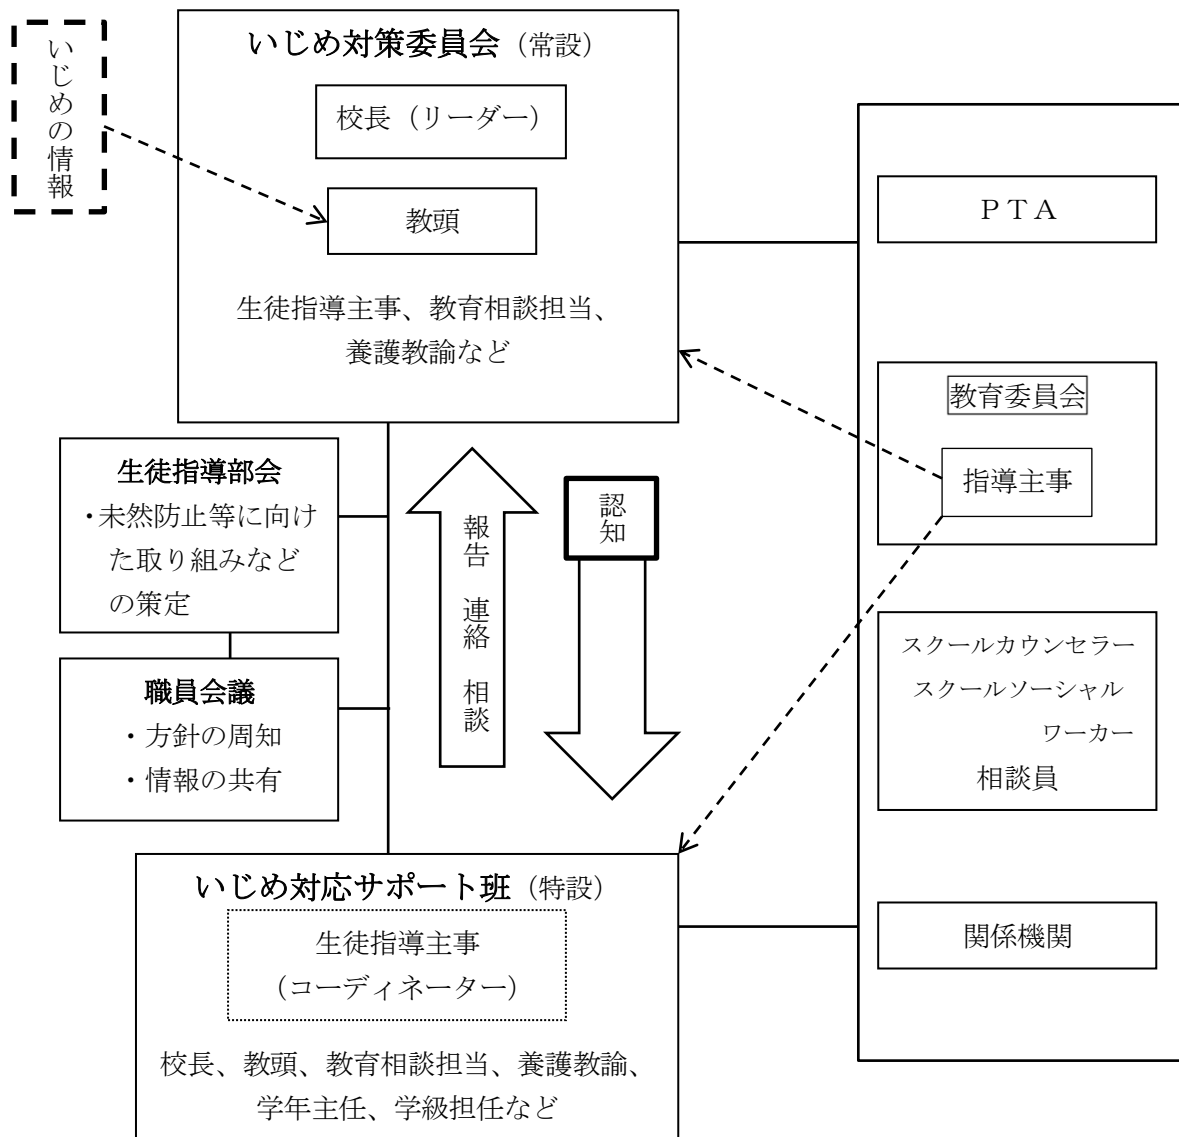 いじめの情報
いじめ対策委員会（常設）
校長（リーダー）
教頭
生徒指導主事、教育相談担当、
養護教諭など
生徒指導部会
・未然防止等に向け
た取り組みなど
の策定
職員会議
・方針の周知
・情報の共有
報告　連絡　相談
認知
いじめ対応サポート班（特設）
生徒指導主事
（コーディネーター）
校長、教頭、教育相談担当、養護教諭、
学年主任、学級担任など
ＰＴＡ
教育委員会
指導主事
スクールカウンセラー
スクールソーシャル
ワーカー
相談員
関係機関